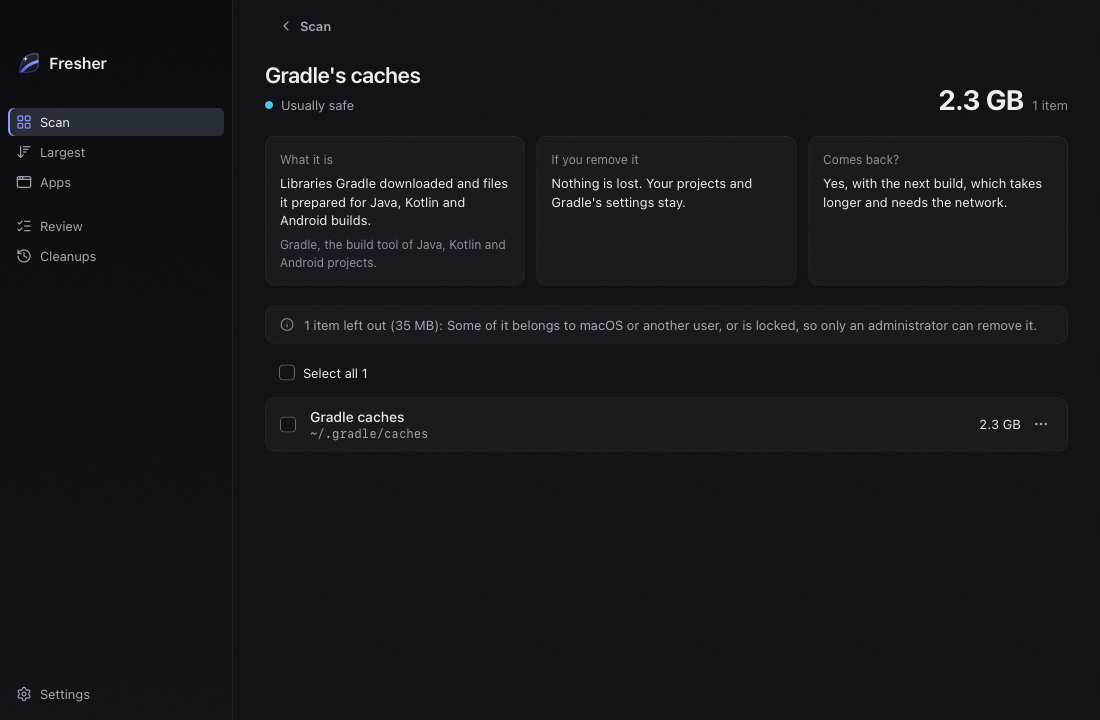 Scan
Fresher
Scan
Largest
Apps
Review
Cleanups
Settings
Gradle's caches
Usually safe
2.3 GB 1 item
What it is
Libraries Gradle downloaded and files
it prepared for Java, Kotlin and
Android builds.
Gradle, the build tool of Java, Kotlin and
Android projects.
If you remove it
Nothing is lost. Your projects and
Gradle's settings stay.
Comes back?
Yes, with the next build, which takes
longer and needs the network.
1 item left out (35 MB): Some of it belongs to macOS or another user, or is locked, so only an administrator can remove it.
Select all 1
Gradle caches
~/.gradle/caches
2.3 GB